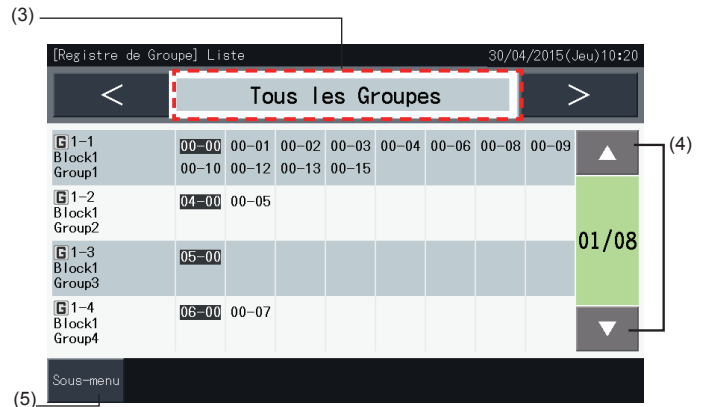 (3)
[Registre de Groupe] Liste 30/04/2015(Jeu)10:20
< Tous les Groupes >
G 1-1 00-00 00-01 00-02 00-03 00-04 00-06 00-08 00-09
Block1 00-10 00-12 00-13 00-15
Group1
(4)
G 1-2 04-00 00-05
Block1
Group2
01/08
G 1-3 05-00
Block1
Group3
G 1-4 06-00 00-07
Block1
Group4
Sous-menu
(5)